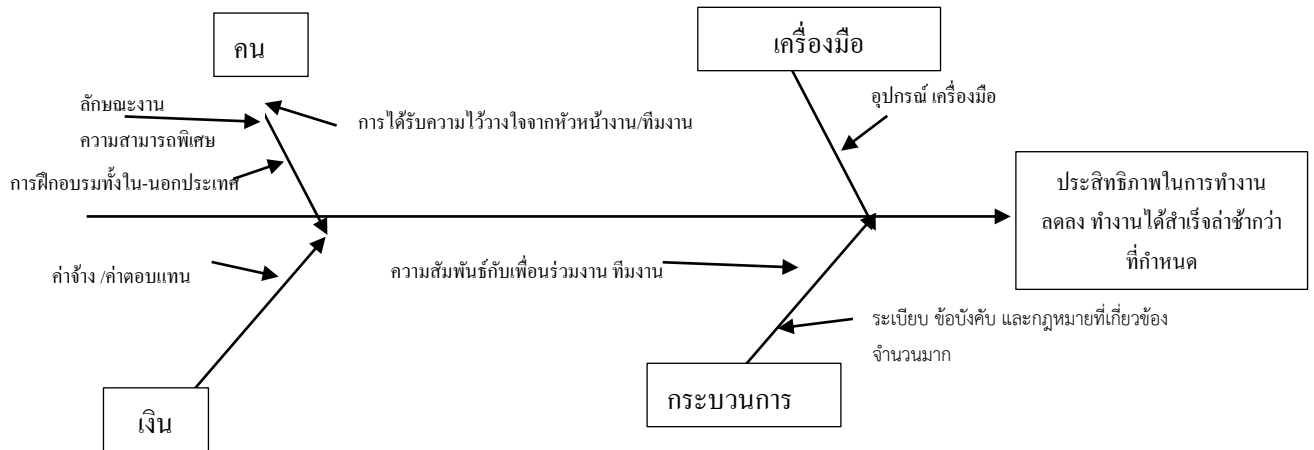 คน
เครื่องมือ
ลักษณะงาน
ความสามารถพิเศษ
การได้รับความไว้วางใจจากหัวหน้างาน/ทีมงาน
อุปกรณ์ เครื่องมือ
การฝึกอบรมทั้งใน-นอกประเทศ
ประสิทธิภาพในการทำงาน
ลดลง ทำงานได้สำเร็จล่าช้ากว่า
ที่กำหนด
ค่าจ้าง /ค่าตอบแทน
ความสัมพันธ์กับเพื่อนร่วมงาน ทีมงาน
ระเบียบ ข้อบังคับ และกฎหมายที่เกี่ยวข้อง
จำนวนมาก
เงิน
กระบวนการ